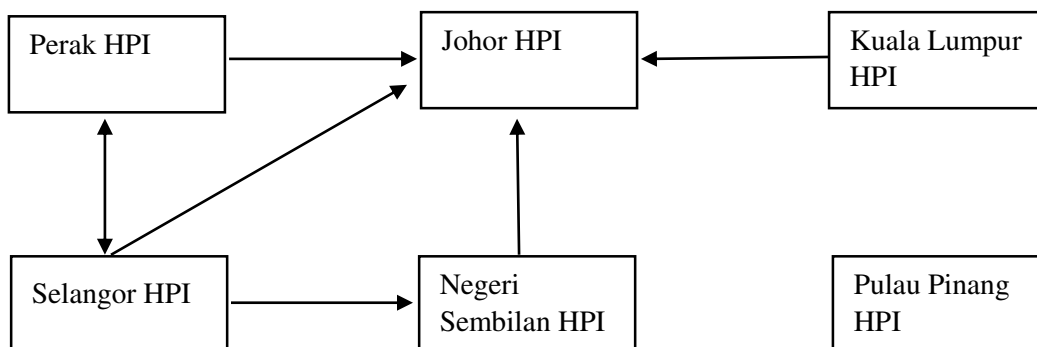 Perak HPI
Johor HPI
Kuala Lumpur
HPI
Selangor HPI
Negeri
Sembilan HPI
Pulau Pinang
HPI